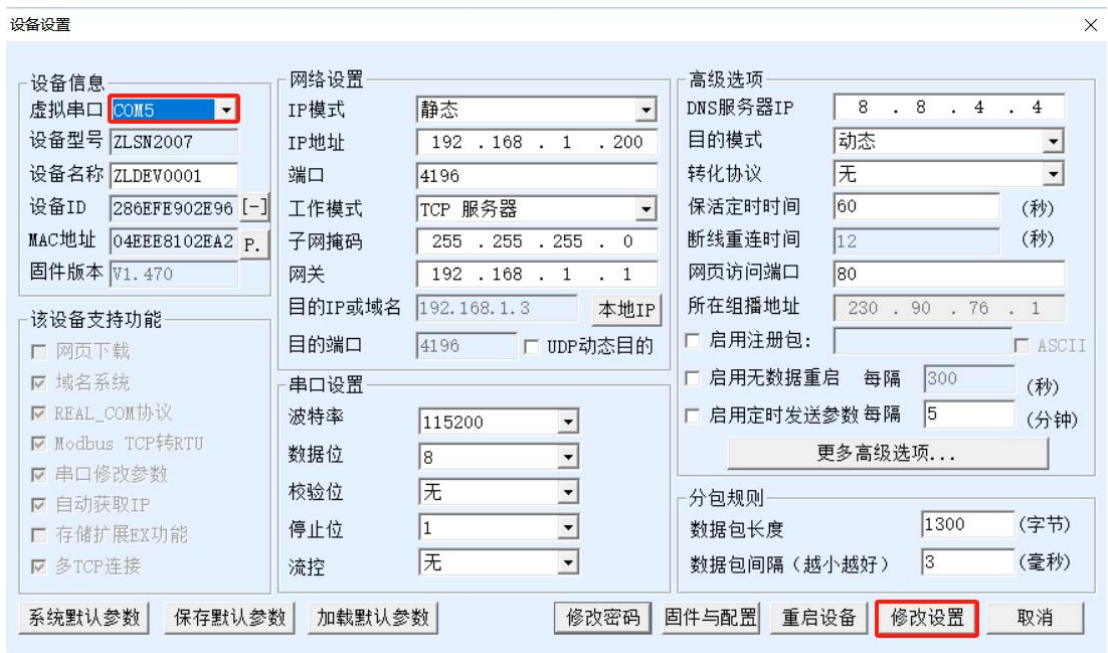 设备设置
设备信息
虚拟串口 COM5
设备型号 ZLSN2007
设备名称 ZLDEV0001
设备ID 286EFE902E96 [-]
MAC地址 04EEE8102EA2 P.
固件版本 V1.470
该设备支持功能
网页下载
域名系统
REAL_COM协议
Modbus TCP转RTU
串口修改参数
自动获取IP
存储扩展EX功能
多TCP连接
网络设置
IP模式 静态
IP地址 192 . 168 . 1 . 200
端口 4196
工作模式 TCP 服务器
子网掩码 255 . 255 . 255 . 0
网关 192 . 168 . 1 . 1
目的IP或域名 192.168.1.3 本地IP
目的端口 4196 UDP动态目的
串口设置
波特率 115200
数据位 8
校验位 无
停止位 1
流控 无
高级选项
DNS服务器IP 8 . 8 . 4 . 4
目的模式 动态
转化协议 无
保活定时时间 60 (秒)
断线重连时间 12 (秒)
网页访问端口 80
所在组播地址 230 . 90 . 76 . 1
启用注册包: ASCII
启用无数据重启 每隔 300 (秒)
启用定时发送参数 每隔 5 (分钟)
更多高级选项...
分包规则
数据包长度 1300 (字节)
数据包间隔（越小越好） 3 (毫秒)
系统默认参数 保存默认参数 加载默认参数 修改密码 固件与配置 重启设备 修改设置 取消